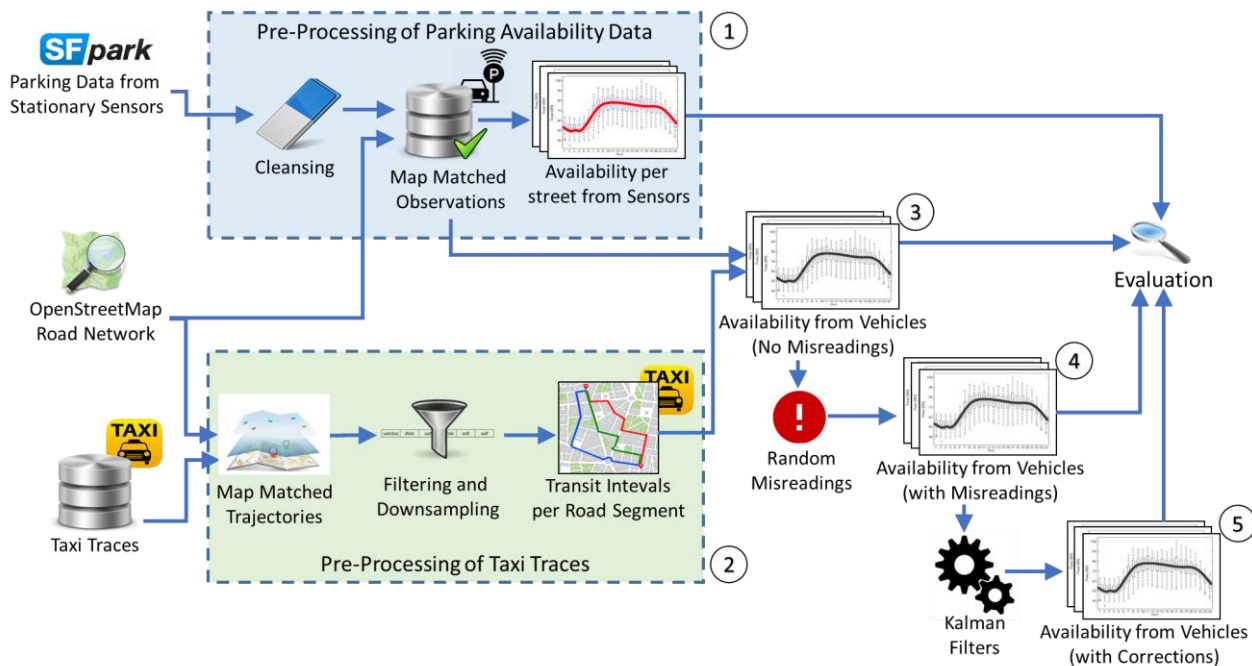 Pre-Processing of Parking Availability Data
1
SFpark
Parking Data from
Stationary Sensors
P
Cleansing
Map Matched
Observations
Availability per
street from Sensors
3
OpenStreetMap
Road Network
Evaluation
Availability from Vehicles
(No Misreadings)
4
TAXI
TAXI
!
Random
Misreadings
Availability from Vehicles
(with Misreadings)
Map Matched
Trajectories
Filtering and
Downsampling
Transit Intevals
per Road Segment
Taxi Traces
Pre-Processing of Taxi Traces
2
5
Kalman
Filters
Availability from Vehicles
(with Corrections)